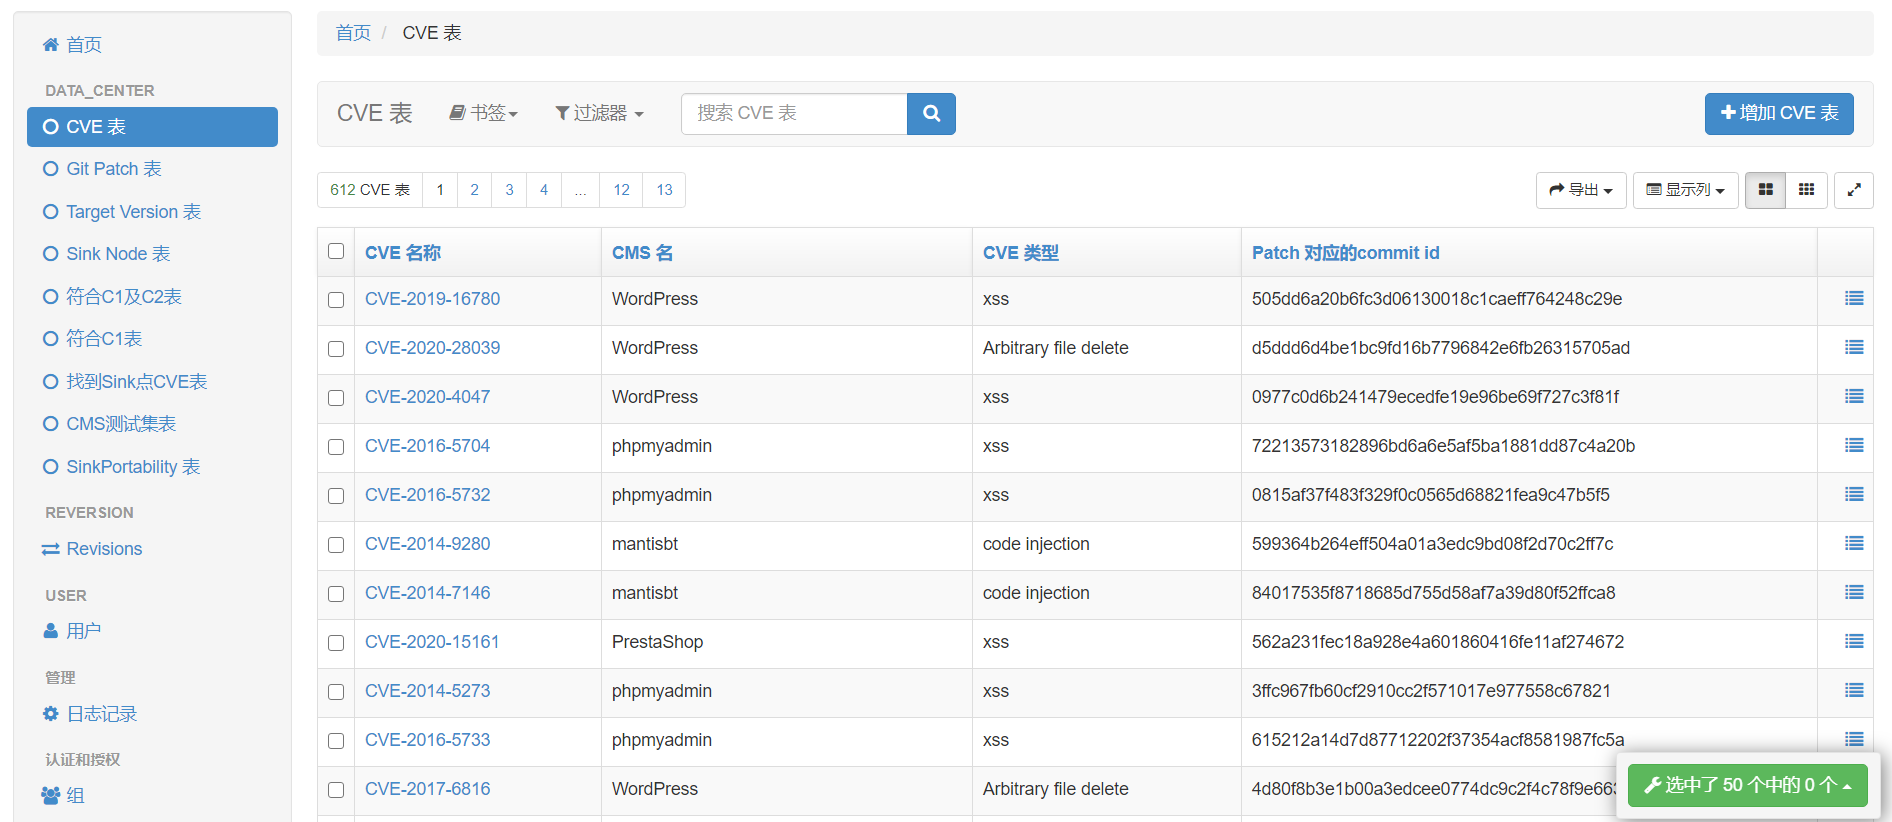 首页
DATA_CENTER
CVE 表
Git Patch 表
Target Version 表
Sink Node 表
符合C1及C2表
符合C1表
找到Sink点CVE表
CMS测试集表
SinkPortability 表
REVERSION
Revisions
USER
用户
管理
日志记录
认证和授权
组
首页 / CVE 表
CVE 表 书签 过滤器 搜索 CVE 表 增加 CVE 表
612 CVE 表 1 2 3 4 ... 12 13 导出 显示列
CVE 名称 CMS 名 CVE 类型 Patch 对应的commit id
CVE-2019-16780 WordPress xss 505dd6a20b6fc3d06130018c1caeff764248c29e
CVE-2020-28039 WordPress Arbitrary file delete d5ddd6d4be1bc9fd16b7796842e6fb26315705ad
CVE-2020-4047 WordPress xss 0977c0d6b241479ecedfe19e96be69f727c3f81f
CVE-2016-5704 phpmyadmin xss 72213573182896bd6a6e5af5ba1881dd87c4a20b
CVE-2016-5732 phpmyadmin xss 0815af37f483f329f0c0565d68821fea9c47b5f5
CVE-2014-9280 mantisbt code injection 599364b264eff504a01a3edc9bd08f2d70c2ff7c
CVE-2014-7146 mantisbt code injection 84017535f8718685d755d58af7a39d80f52ffca8
CVE-2020-15161 PrestaShop xss 562a231fec18a928e4a601860416fe11af274672
CVE-2014-5273 phpmyadmin xss 3ffc967fb60cf2910cc2f571017e977558c67821
CVE-2016-5733 phpmyadmin xss 615212a14d7d87712202f37354acf8581987fc5a
CVE-2017-6816 WordPress Arbitrary file delete 4d80f8b3e1b00a3edcee0774dc9c2f4c78f9e663
选中了 50 个中的 0 个